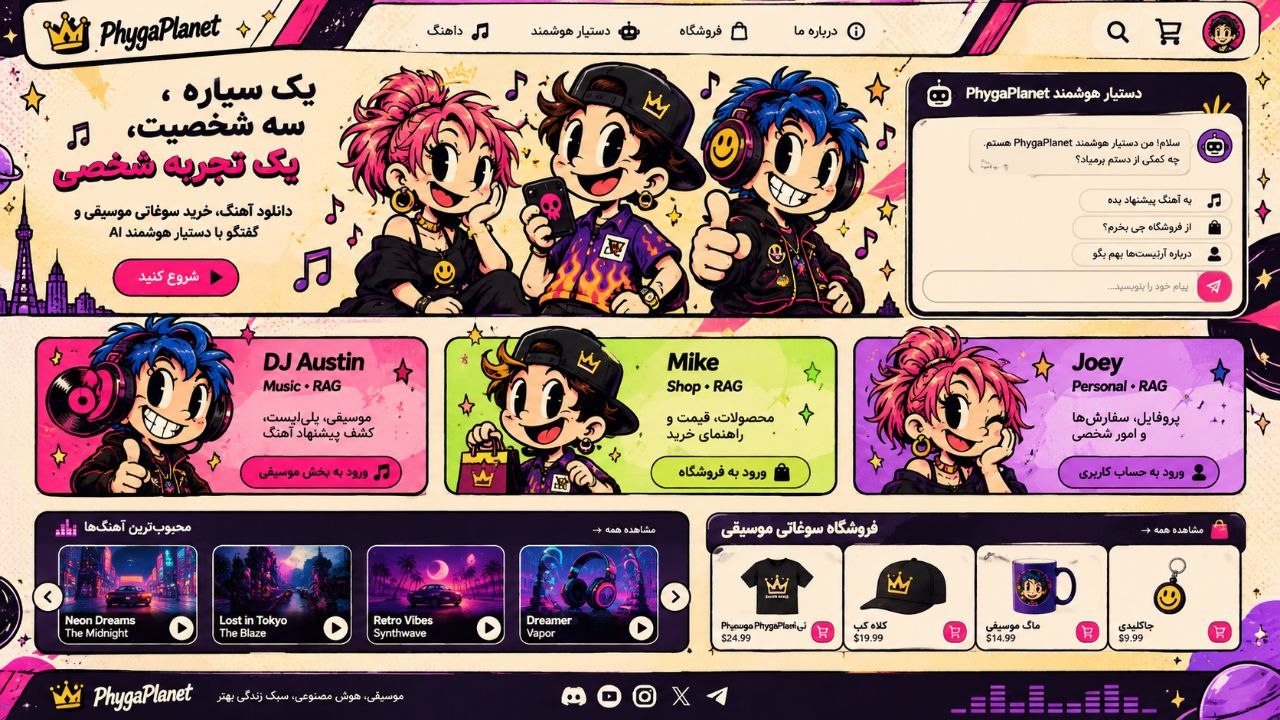 PhygaPlanet
داهنگ
دستیار هوشمند
فروشگاه
درباره ما
یک سیاره ،
سه شخصیت،
یک تجربه شخصی
دانلود آهنگ، خرید سوغاتی موسیقی و
گفتگو با دستیار هوشمند AI
شروع کنید
دستیار هوشمند PhygaPlanet
سلام! من دستیار هوشمند PhygaPlanet هستم.
چه کمکی از دستم برمیاد؟
یه آهنگ پیشنهاد بده
از فروشگاه چی بخرم؟
درباره آرتیست‌ها بهم بگو
پیام خود را بنویسید...
DJ Austin
Music • RAG
موسیقی، پلی‌لیست،
کشف پیشنهاد آهنگ
ورود به بخش موسیقی
Mike
Shop • RAG
محصولات، قیمت و
راهنمای خرید
ورود به فروشگاه
Joey
Personal • RAG
پروفایل، سفارش‌ها
و امور شخصی
ورود به حساب کاربری
محبوب‌ترین آهنگ‌ها
مشاهده همه →
Neon Dreams
The Midnight
Lost in Tokyo
The Blaze
Retro Vibes
Synthwave
Dreamer
Vapor
فروشگاه سوغاتی موسیقی
مشاهده همه →
PhygaPlanet
$24.99
کلاه کپ
$19.99
ماگ موسیقی
$14.99
جاکلیدی
$9.99
PhygaPlanet
موسیقی، هوش مصنوعی، سبک زندگی بهتر